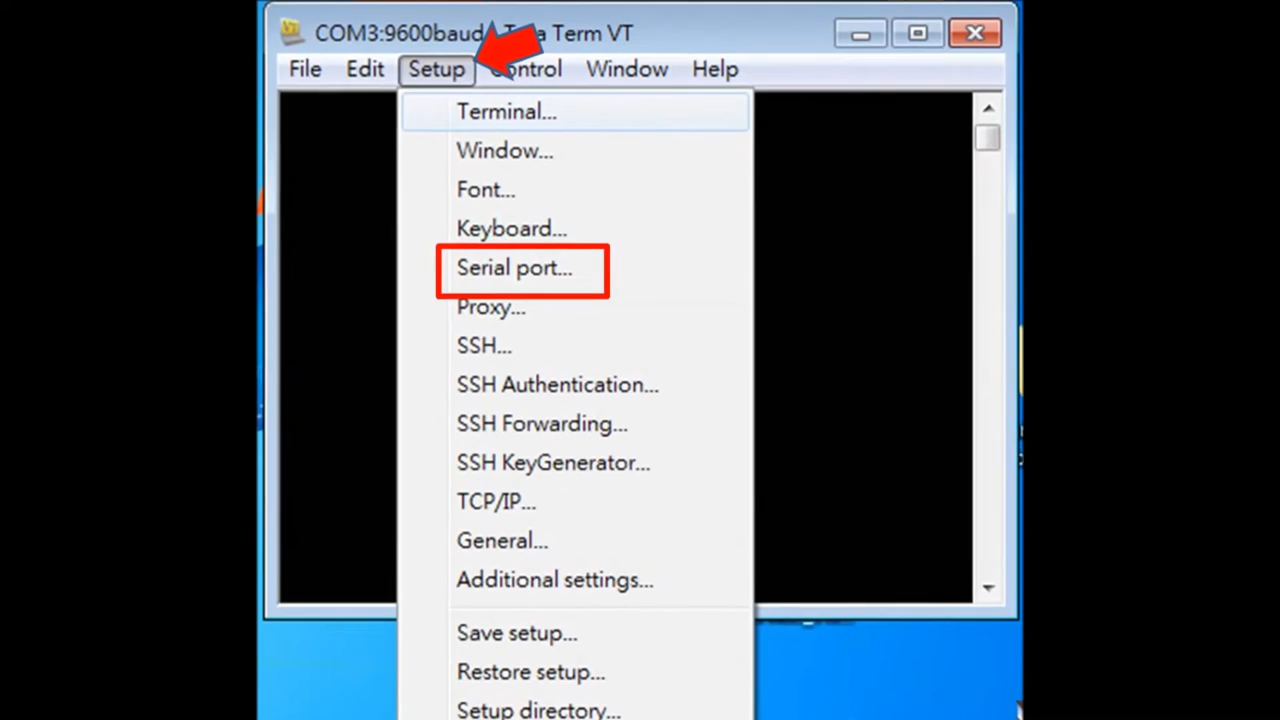 COM3:9600baud - Tera Term VT
File Edit Setup Control Window Help
Terminal...
Window...
Font...
Keyboard...
Serial port...
Proxy...
SSH...
SSH Authentication...
SSH Forwarding...
SSH KeyGenerator...
TCP/IP...
General...
Additional settings...
Save setup...
Restore setup...
Setup directory...